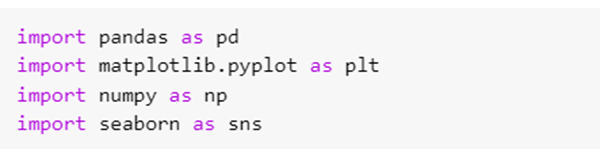 import pandas as pd
import matplotlib.pyplot as plt
import numpy as np
import seaborn as sns